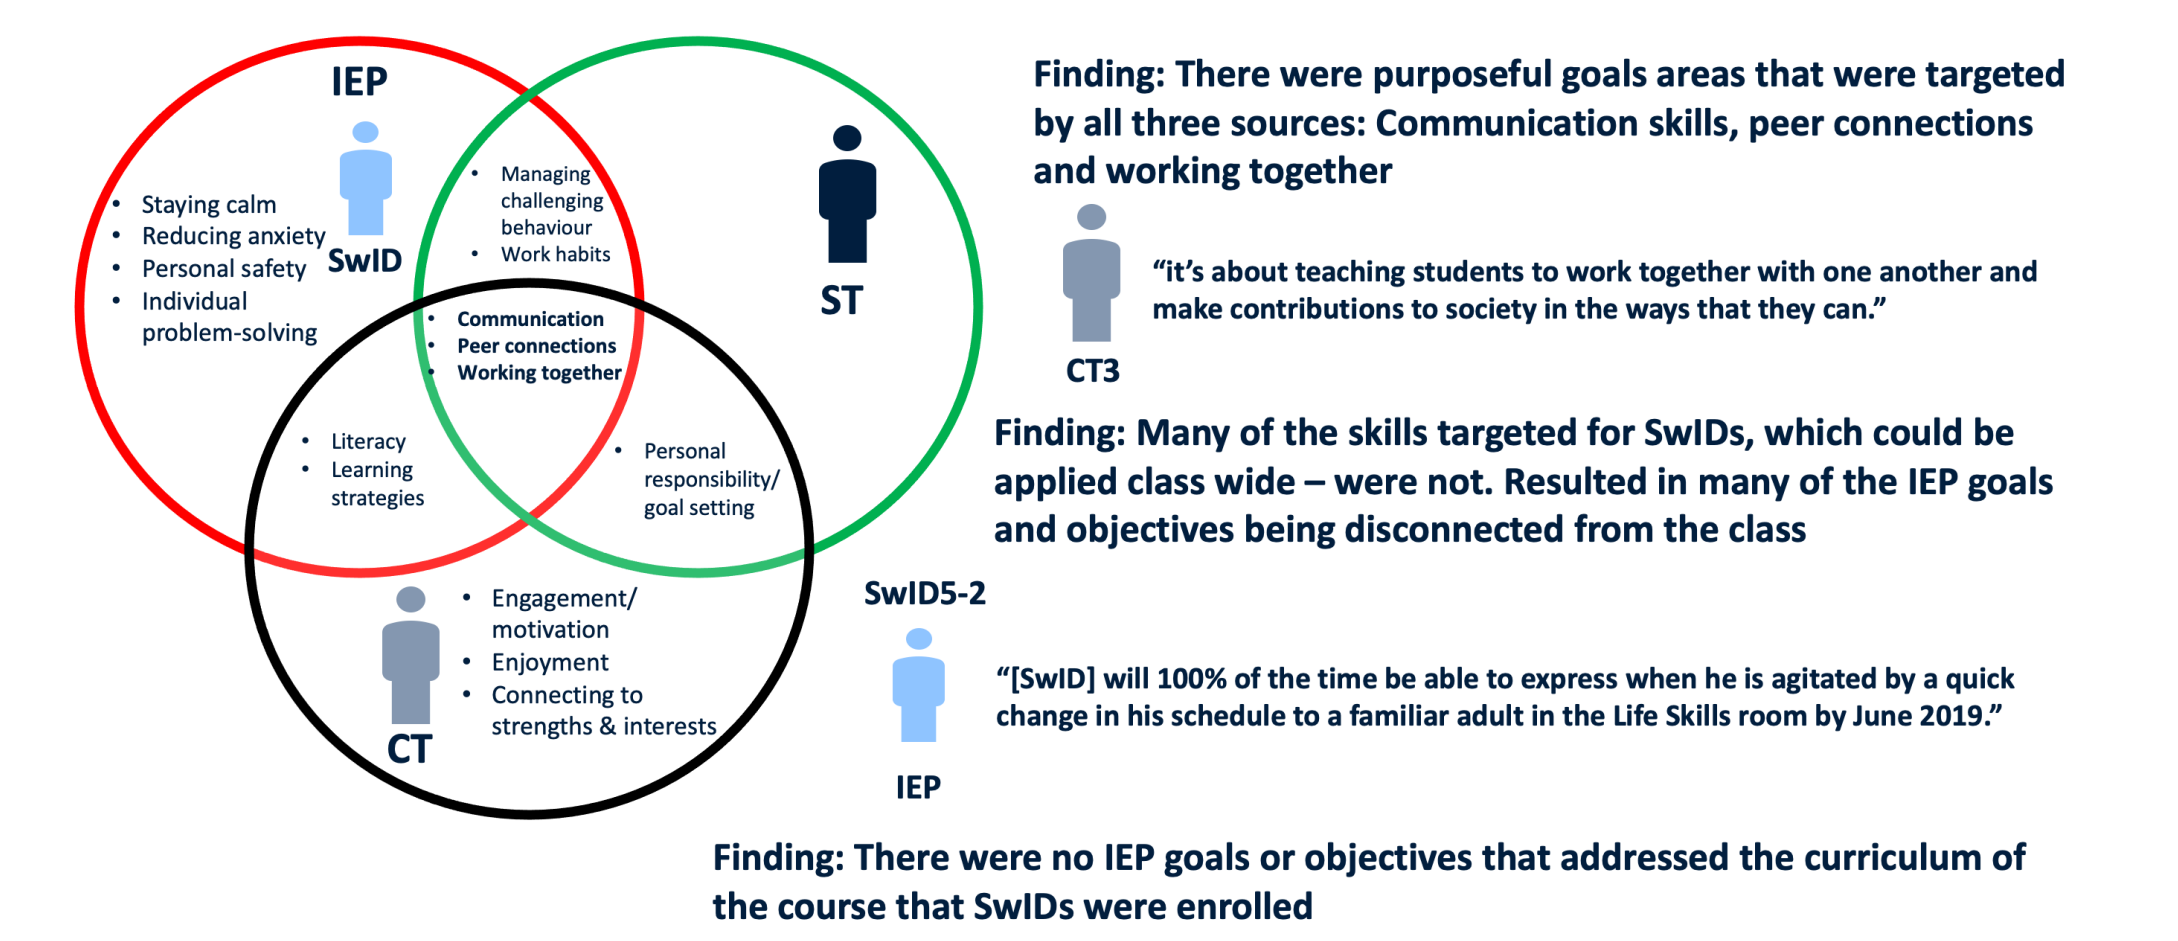 IEP
SwID
• Staying calm
• Reducing anxiety
• Personal safety
• Individual
problem-solving
• Managing
challenging
behaviour
• Work habits
ST
• Communication
• Peer connections
• Working together
• Literacy
• Learning
strategies
• Personal
responsibility/
goal setting
CT
• Engagement/
motivation
• Enjoyment
• Connecting to
strengths & interests
Finding: There were purposeful goals areas that were targeted
by all three sources: Communication skills, peer connections
and working together
CT3
“it’s about teaching students to work together with one another and
make contributions to society in the ways that they can.”
Finding: Many of the skills targeted for SwIDs, which could be
applied class wide – were not. Resulted in many of the IEP goals
and objectives being disconnected from the class
SwID5-2
IEP
“[SwID] will 100% of the time be able to express when he is agitated by a quick
change in his schedule to a familiar adult in the Life Skills room by June 2019.”
Finding: There were no IEP goals or objectives that addressed the curriculum of
the course that SwIDs were enrolled